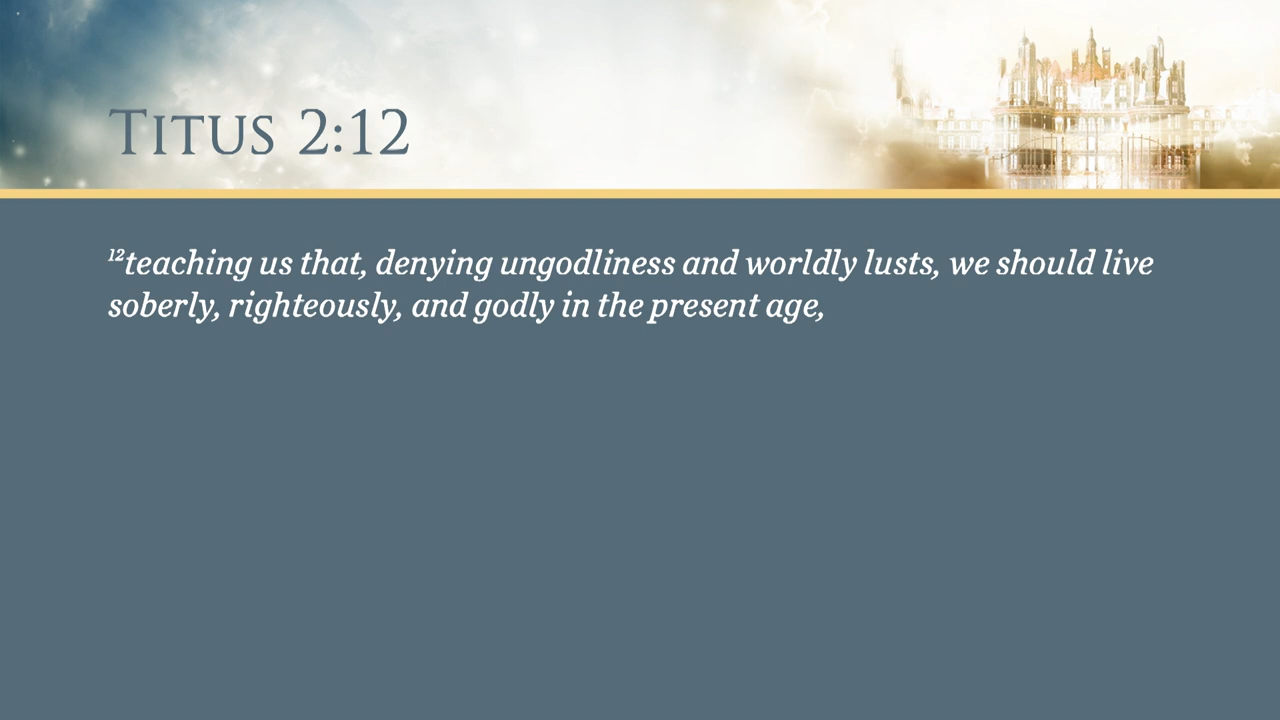 Titus 2:12
¹²teaching us that, denying ungodliness and worldly lusts, we should live
soberly, righteously, and godly in the present age,